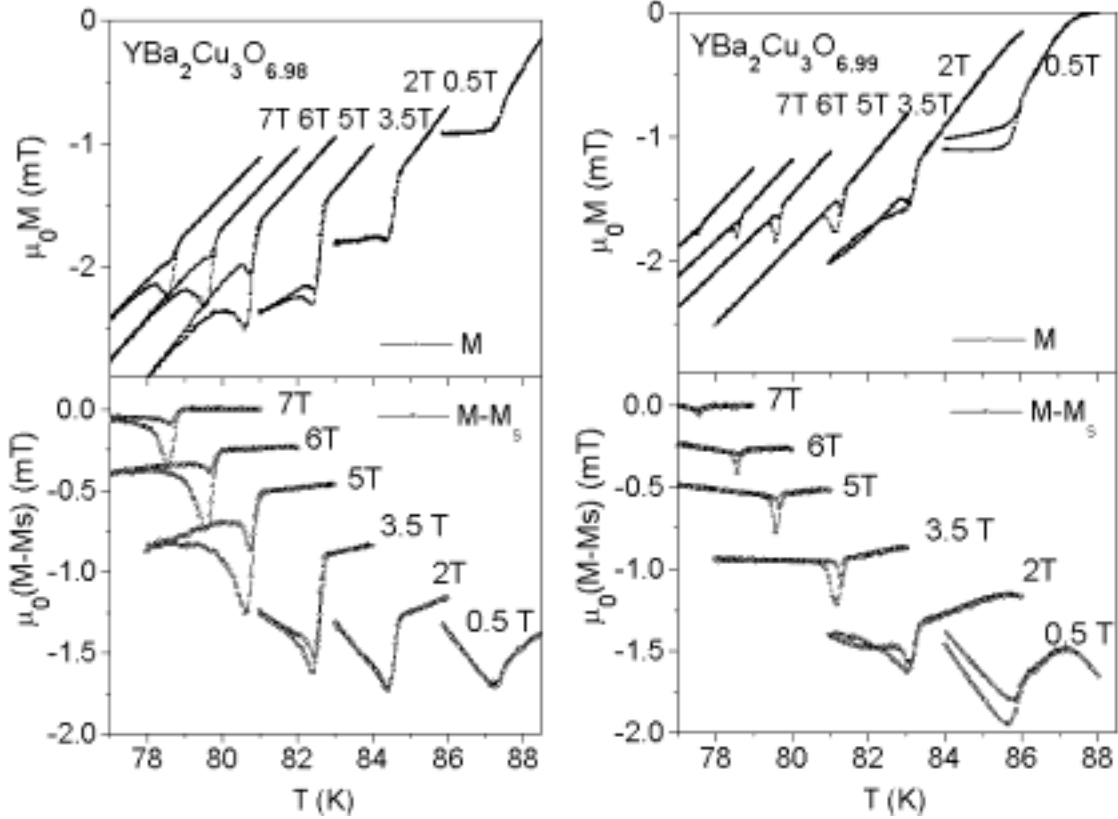 YBa₂Cu₃O₆.₉₈
2T 0.5T
7T 6T 5T 3.5T
0
-1
-2
μ₀M (mT)
M
0.0
-0.5
-1.0
-1.5
-2.0
μ₀(M-Ms) (mT)
M-Mₛ
7T
6T
5T
3.5 T
2T
0.5 T
78 80 82 84 86 88
T (K)
YBa₂Cu₃O₆.₉₉
2T
0.5T
7T 6T 5T 3.5T
0
-1
-2
μ₀M (mT)
M
0.0
-0.5
-1.0
-1.5
-2.0
μ₀(M-Ms) (mT)
M-Mₛ
7T
6T
5T
3.5 T
2T
0.5 T
78 80 82 84 86 88
T (K)